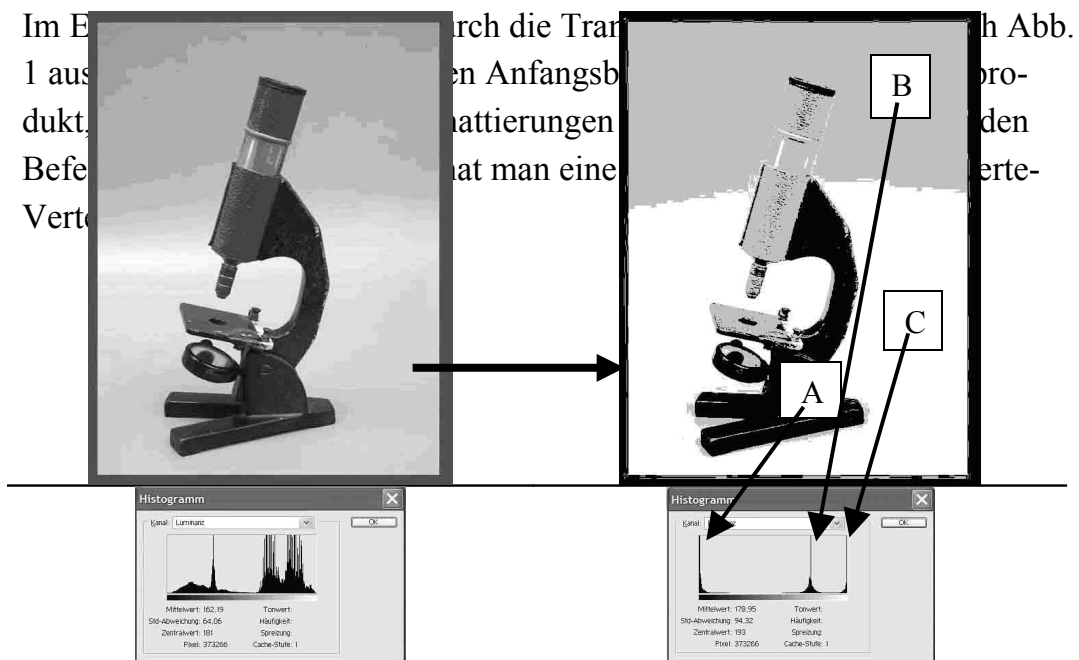 Im E urch die Tran h Abb.
1 aus en Anfangsb pro-
dukt, nattierungen den
Befe hat man eine erte-
Verte
B
C
A
Histogramm
Kanal: Luminanz OK
Mittelwert: 162,19 Tonwert:
Std-Abweichung: 64,06 Häufigkeit:
Zentralwert: 181 Spreizung:
Pixel: 373266 Cache-Stufe: 1
Histogramm
Kanal: OK
Mittelwert: 178,95 Tonwert:
Std-Abweichung: 94,32 Häufigkeit:
Zentralwert: 193 Spreizung:
Pixel: 373266 Cache-Stufe: 1